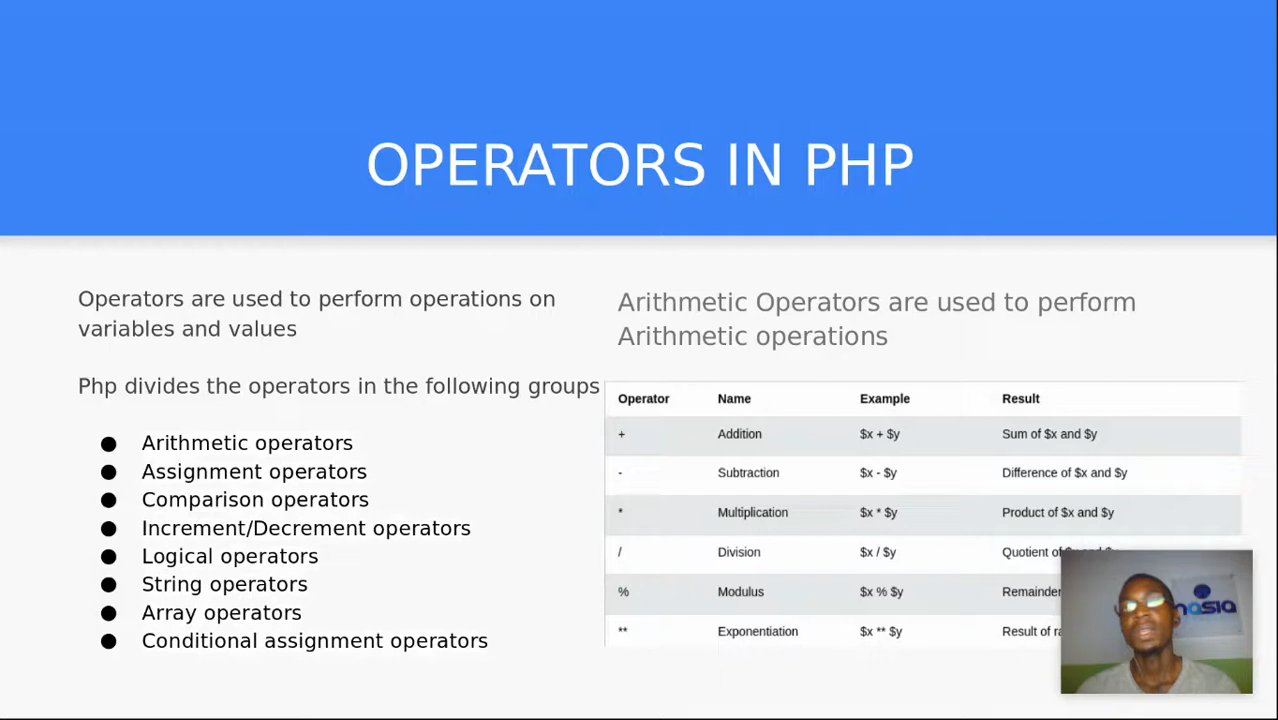 OPERATORS IN PHP
Operators are used to perform operations on
variables and values
Php divides the operators in the following groups
● Arithmetic operators
● Assignment operators
● Comparison operators
● Increment/Decrement operators
● Logical operators
● String operators
● Array operators
● Conditional assignment operators
Arithmetic Operators are used to perform
Arithmetic operations
Operator Name Example Result
+ Addition $x + $y Sum of $x and $y
- Subtraction $x - $y Difference of $x and $y
* Multiplication $x * $y Product of $x and $y
/ Division $x / $y Quotient of $x and $y
% Modulus $x % $y Remainder
** Exponentiation $x ** $y Result of